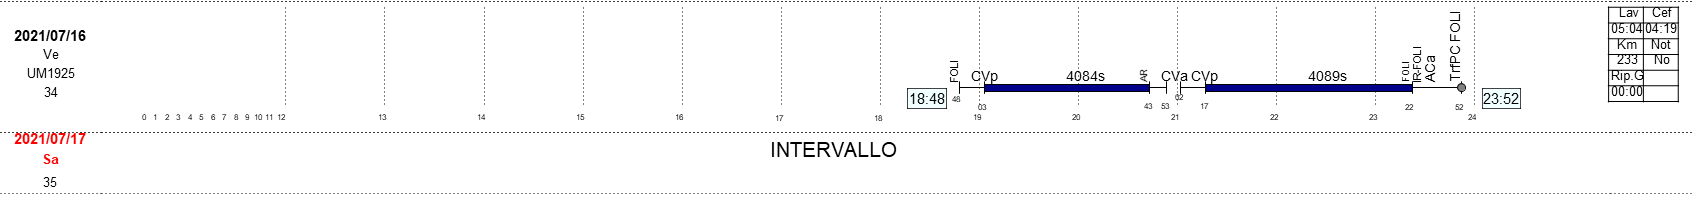 2021/07/16
Ve
UM1925
34
18:48
FOLI
CVp
4084s
AR
CVa
CVp
4089s
FOLI
IR-FOLI
ACa
TrfPC FOLI
23:52
48
03
43
53
02
17
22
52
0 1 2 3 4 5 6 7 8 9 10 11 12 13 14 15 16 17 18 19 20 21 22 23 24
Lav Cef
05:04 04:19
Km Not
233 No
Rip.G
00:00
2021/07/17
Sa
35
INTERVALLO